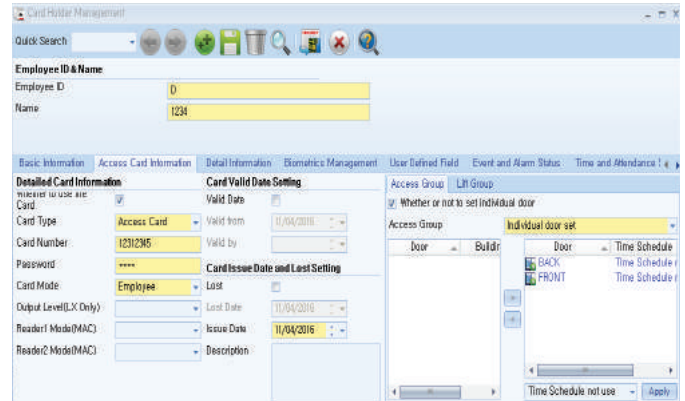 Card Holder Management
Quick Search
Employee ID & Name
Employee ID D
Name 1234
Basic Information Access Card Information Detail Information Biometrics Management User Defined Field Event and Alarm Status Time and Attendance
Detailed Card Information
Whether to use the Card
Card Type Access Card
Card Number 12312345
Password ****
Card Mode Employee
Output Level(LX Only)
Reader1 Mode(MAC)
Reader2 Mode(MAC)
Card Valid Date Setting
Valid Date
Valid from 11/04/2016
Valid by
Card Issue Date and Lost Setting
Lost
Lost Date 11/04/2016
Issue Date 11/04/2016
Description
Access Group Lift Group
Whether or not to set individual door
Access Group Individual door set
Door Buildir
Door Time Schedule
BACK Time Schedule r
FRONT Time Schedule r
Time Schedule not use Apply